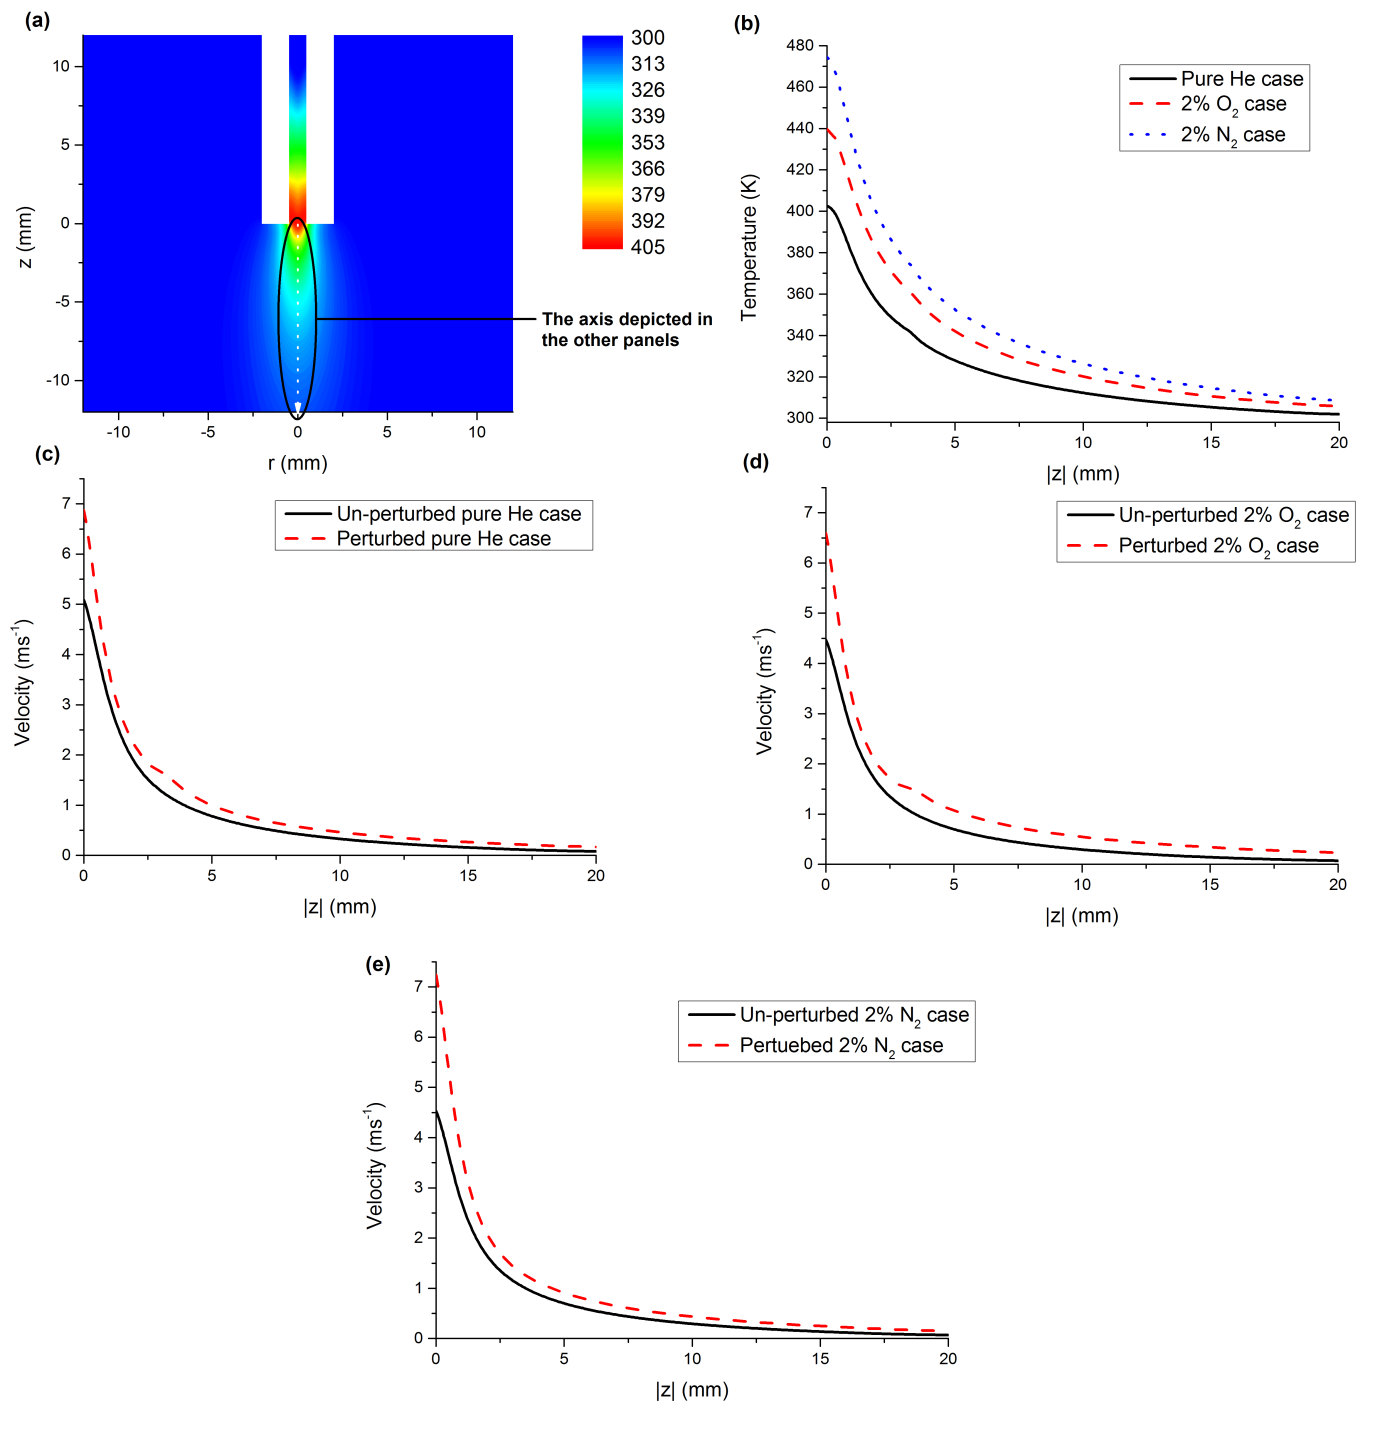 (a)
10
5
0
-5
-10
z (mm)
-10
-5
0
5
10
r (mm)
300
313
326
339
353
366
379
392
405
The axis depicted in
the other panels
(b)
480
460
440
420
400
380
360
340
320
300
Temperature (K)
0
5
10
15
20
|z| (mm)
Pure He case
2% O2 case
2% N2 case
(c)
7
6
5
4
3
2
1
0
Velocity (ms-1)
0
5
10
15
20
|z| (mm)
Un-perturbed pure He case
Perturbed pure He case
(d)
7
6
5
4
3
2
1
0
Velocity (ms-1)
0
5
10
15
20
|z| (mm)
Un-perturbed 2% O2 case
Perturbed 2% O2 case
(e)
7
6
5
4
3
2
1
0
Velocity (ms-1)
0
5
10
15
20
|z| (mm)
Un-perturbed 2% N2 case
Pertuebed 2% N2 case